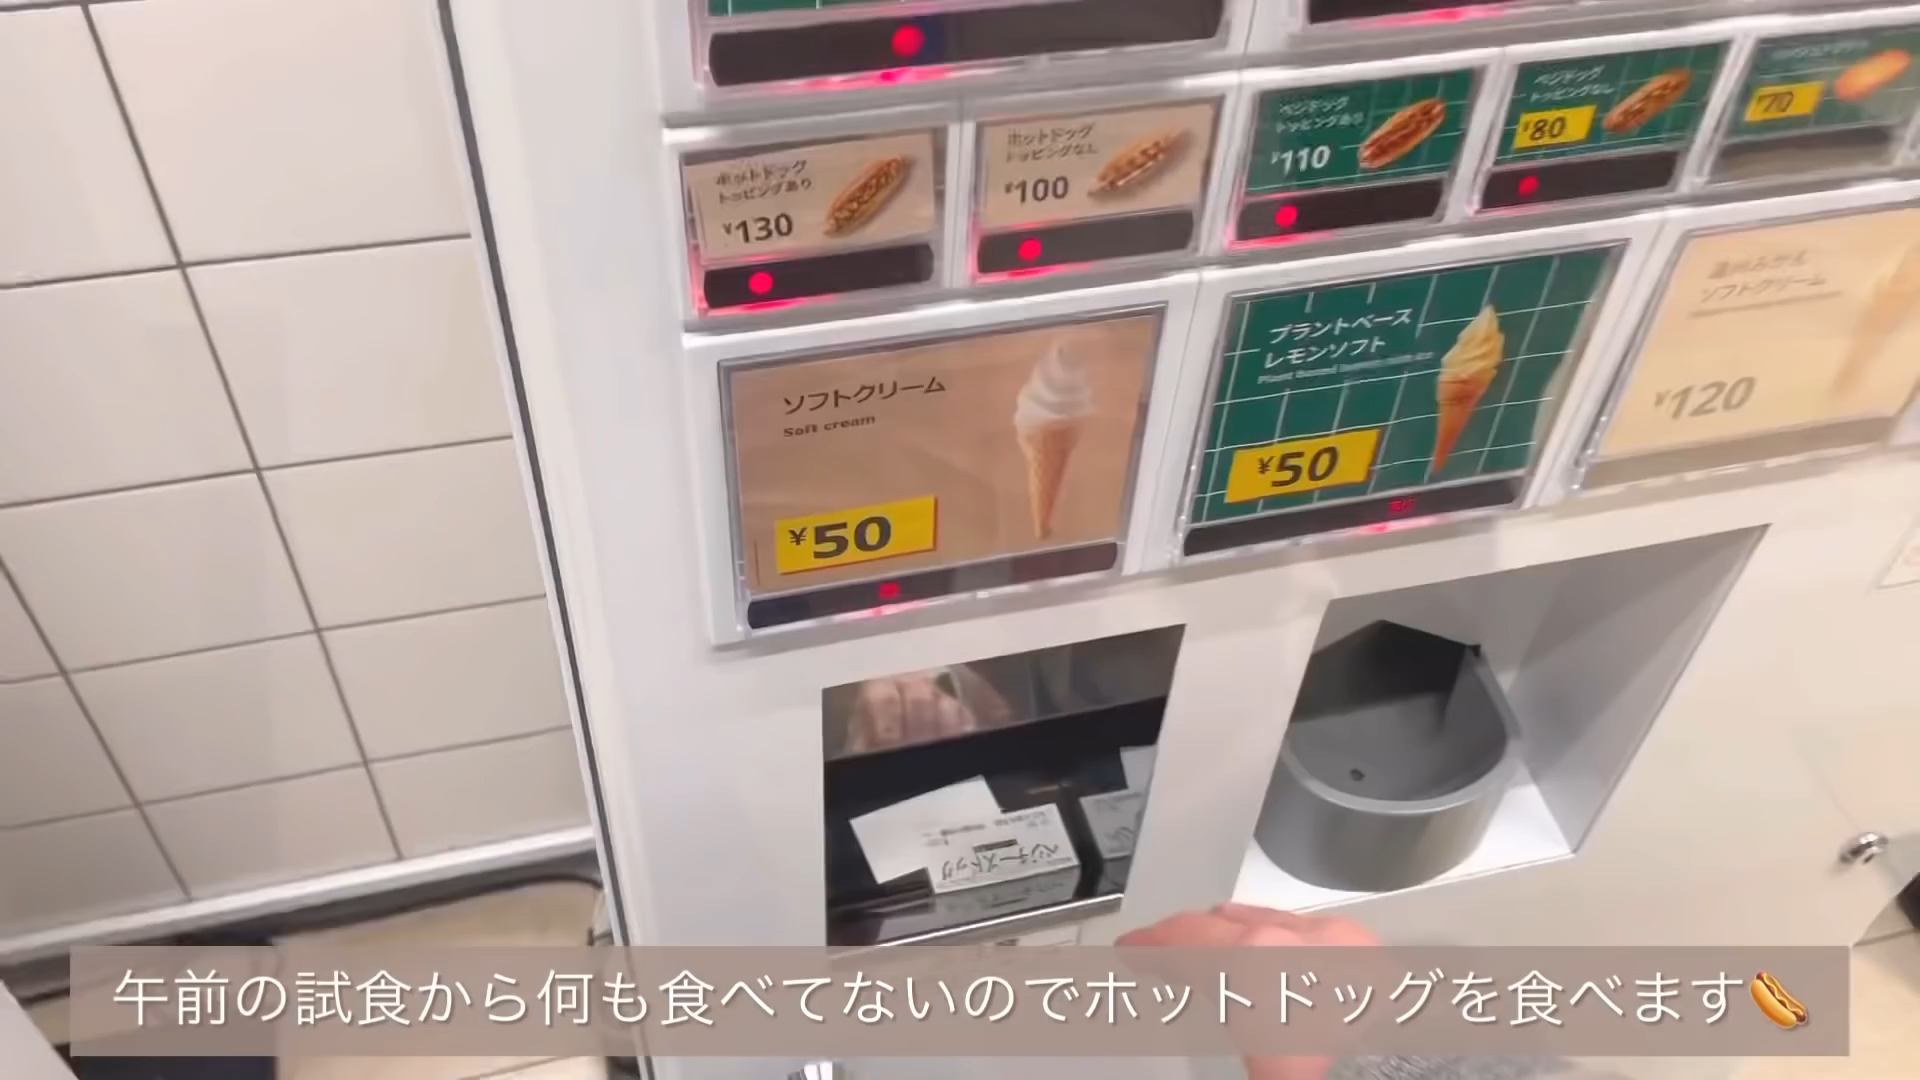 ホットドッグ
トッピングあり
¥130
ホットドッグ
トッピングなし
¥100
ベジドッグ
トッピングあり
¥110
ベジドッグ
トッピングなし
¥80
¥70
ソフトクリーム
Soft cream
¥50
プラントベース
レモンソフト
¥50
ソフトクリーム
¥120
午前の試食から何も食べてないのでホットドッグを食べます🌭